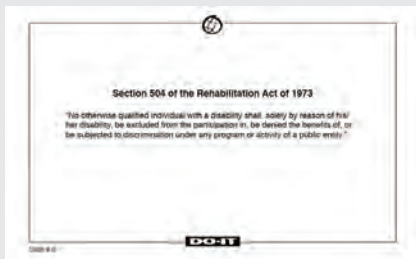 Section 504 of the Rehabilitation Act of 1973
"No otherwise qualified individual with a disability shall, solely by reason of his/
her disability, be excluded from the participation in, be denied the benefits of, or
be subjected to discrimination under any program or activity of a public entity."
DO-IT